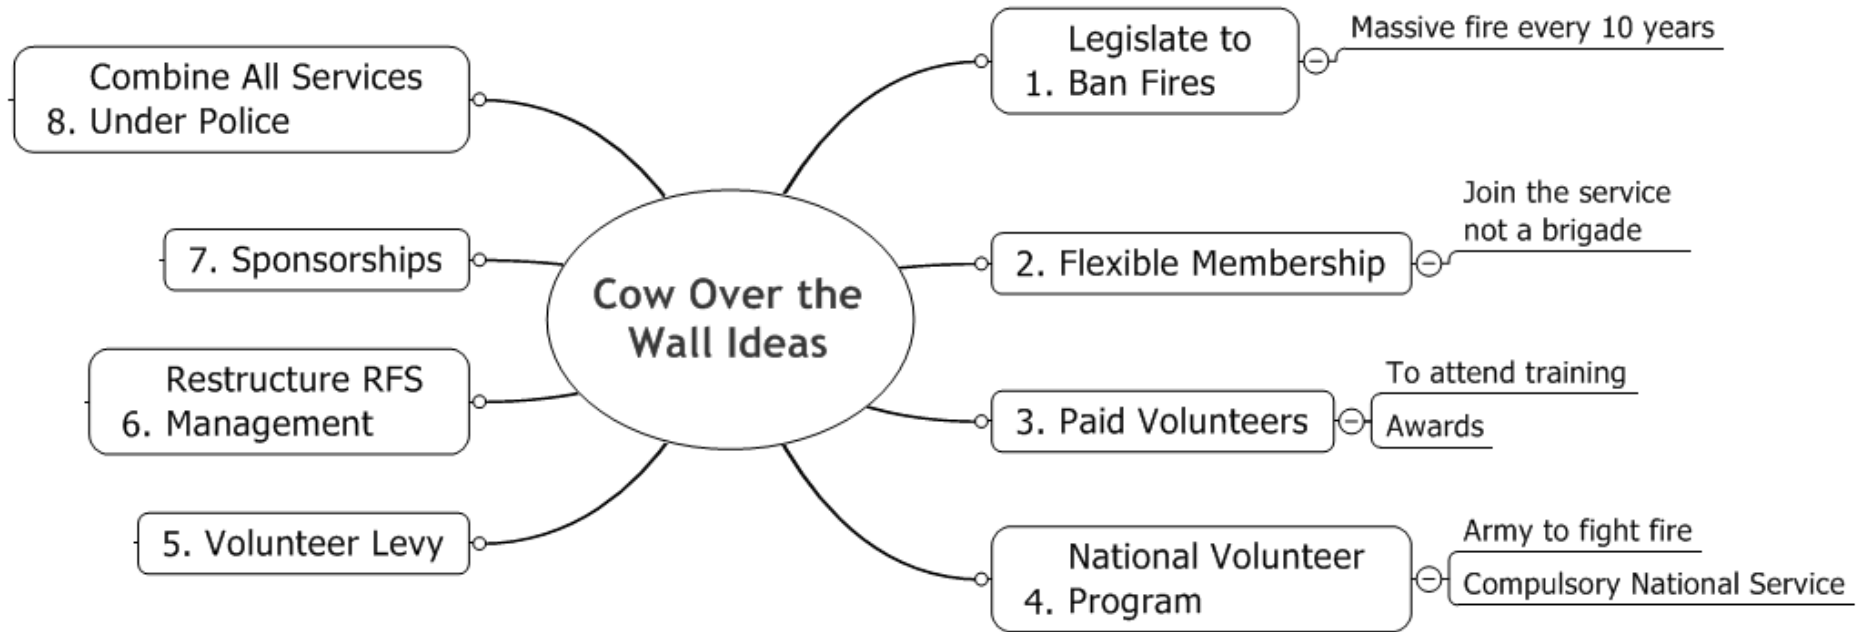 Cow Over the
Wall Ideas
Legislate to
1. Ban Fires
Massive fire every 10 years
2. Flexible Membership
Join the service
not a brigade
3. Paid Volunteers
To attend training
Awards
National Volunteer
4. Program
Army to fight fire
Compulsory National Service
5. Volunteer Levy
Restructure RFS
6. Management
7. Sponsorships
Combine All Services
8. Under Police